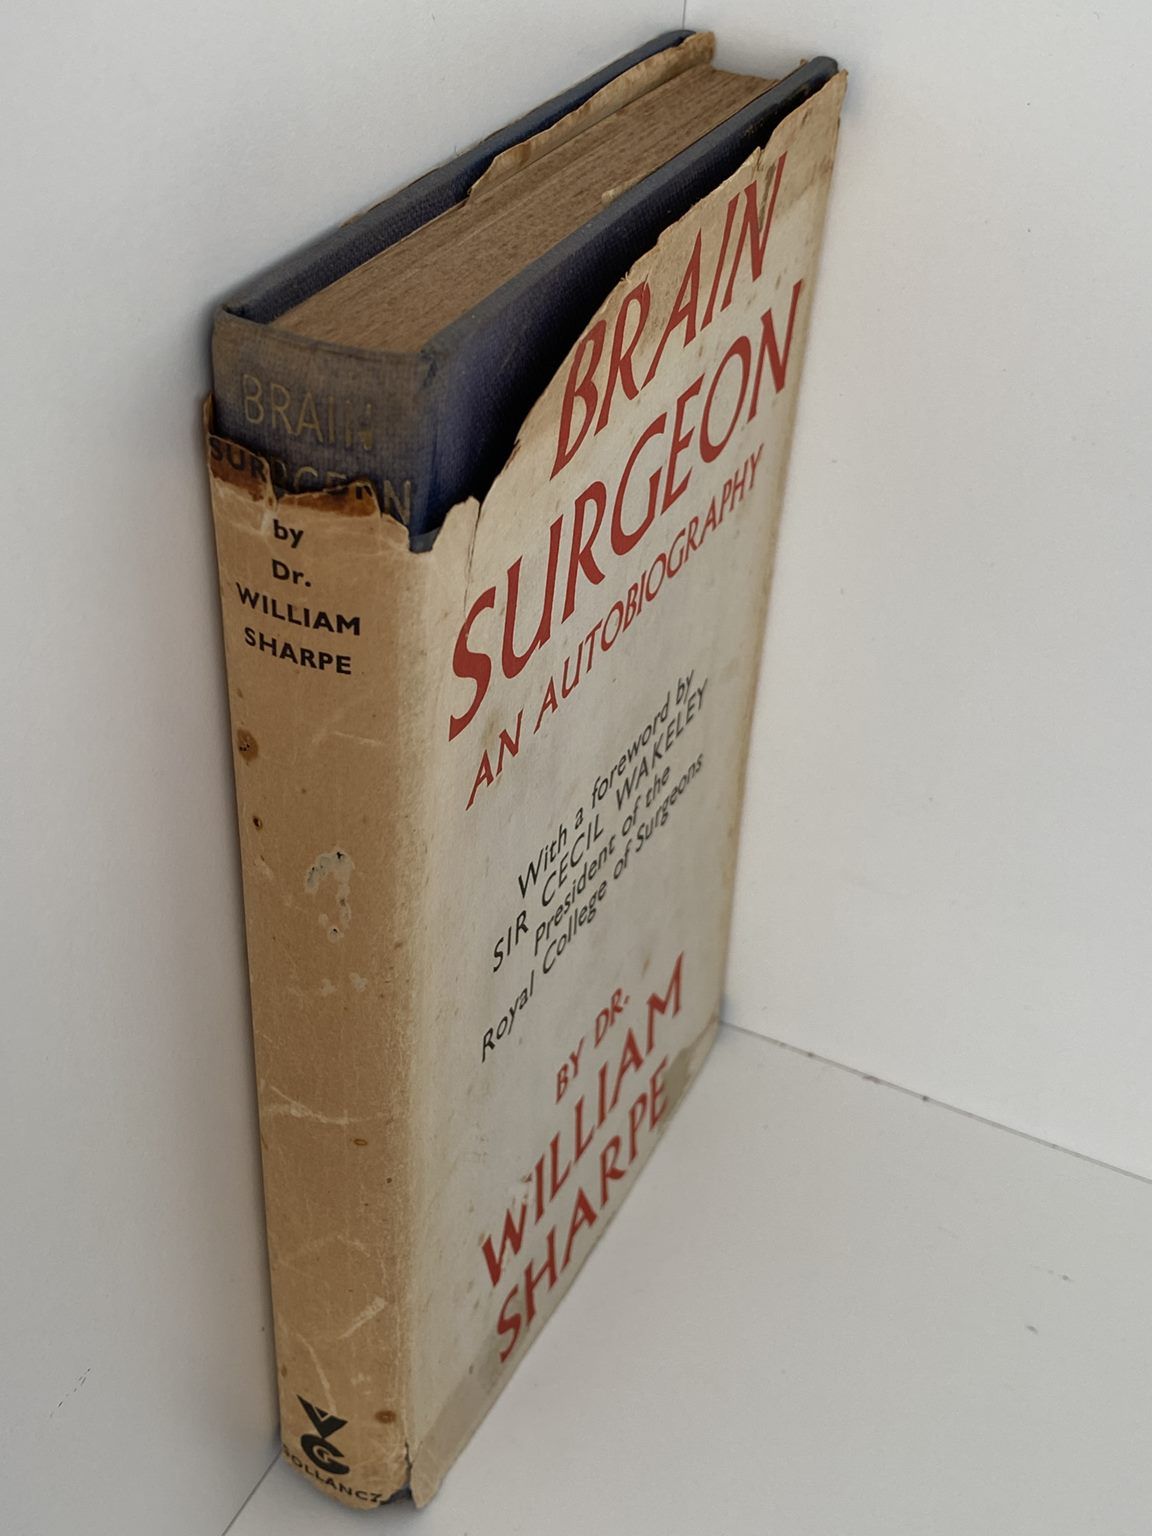 BRAIN
SURGEON
by
Dr.
WILLIAM
SHARPE
VG
GOLLANCZ
BRAIN
SURGEON
AN AUTOBIOGRAPHY
With a foreword by
SIR CECIL WAKELEY
President of the
Royal College of Surgeons
BY DR.
WILLIAM
SHARPE